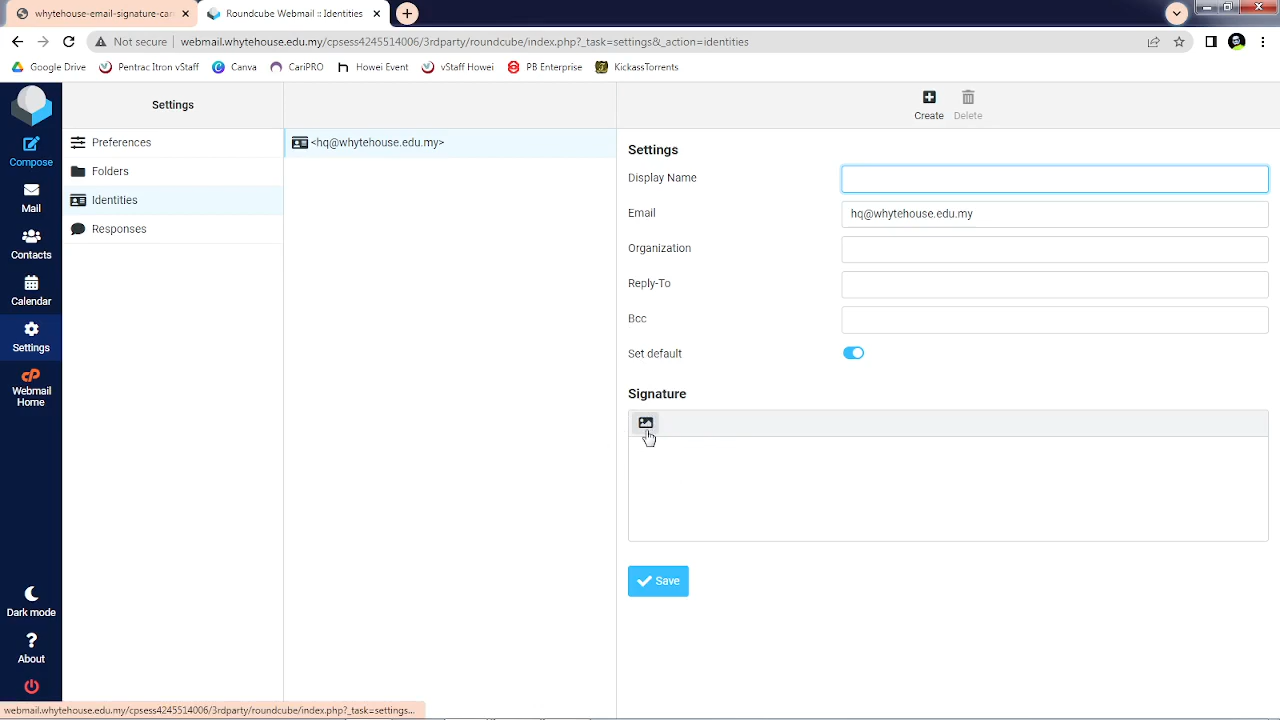 whytehouse-email-signature-car
Roundcube Webmail :: Identities
Not secure
webmail.whytehouse.edu.my/cpsess4245514006/3rdparty/roundcube/index.php?_task=settings&_action=identities
Google Drive
Pentrac Itron vStaff
Canva
CariPRO
Howei Event
vStaff Howei
PB Enterprise
KickassTorrents
Compose
Mail
Contacts
Calendar
Settings
Webmail
Home
Dark mode
About
Settings
Preferences
Folders
Identities
Responses
<hq@whytehouse.edu.my>
Create
Delete
Settings
Display Name
Email
hq@whytehouse.edu.my
Organization
Reply-To
Bcc
Set default
Signature
Save
webmail.whytehouse.edu.my/cpsess4245514006/3rdparty/roundcube/index.php?_task=settings...